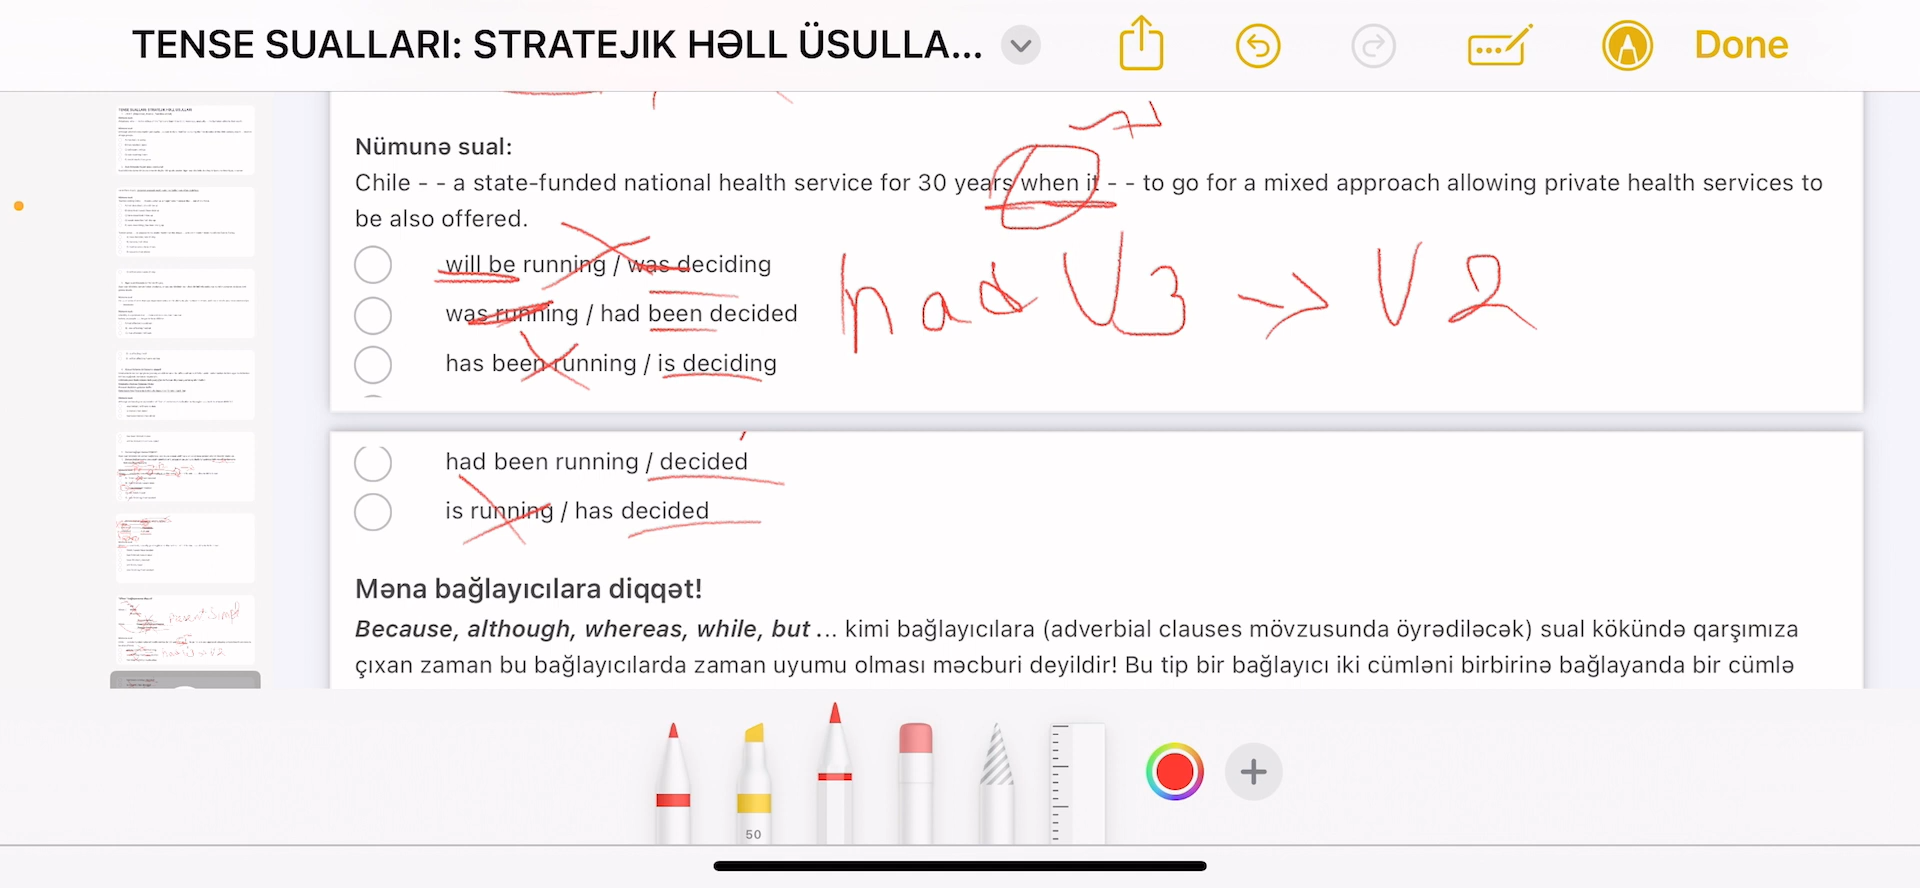 TENSE SUALLARI: STRATEJIK HƏLL ÜSULLA...
Done
Nümunə sual:
Chile - - a state-funded national health service for 30 years when it - - to go for a mixed approach allowing private health services to
be also offered.
will be running / was deciding
was running / had been decided
has been running / is deciding
had V3 → V2
had been running / decided
is running / has decided
Məna bağlayıcılara diqqət!
Because, although, whereas, while, but ... kimi bağlayıcılara (adverbial clauses mövzusunda öyrədiləcək) sual kökündə qarşımıza
çıxan zaman bu bağlayıcılarda zaman uyumu olması məcburi deyildir! Bu tip bir bağlayıcı iki cümləni birbirinə bağlayanda bir cümlə
50